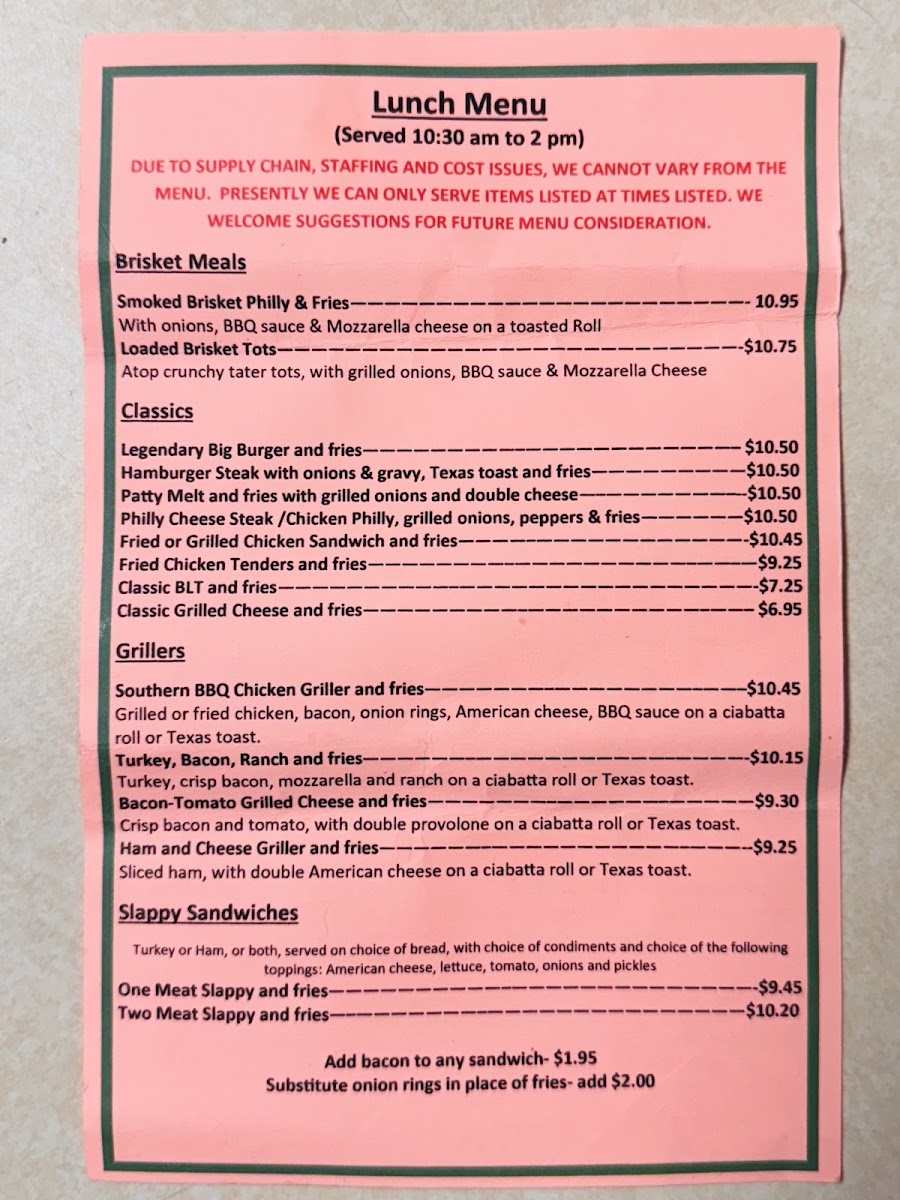 Lunch Menu
(Served 10:30 am to 2 pm)
DUE TO SUPPLY CHAIN, STAFFING AND COST ISSUES, WE CANNOT VARY FROM THE
MENU. PRESENTLY WE CAN ONLY SERVE ITEMS LISTED AT TIMES LISTED. WE
WELCOME SUGGESTIONS FOR FUTURE MENU CONSIDERATION.
Brisket Meals
Smoked Brisket Philly & Fries 10.95
With onions, BBQ sauce & Mozzarella cheese on a toasted Roll
Loaded Brisket Tots $10.75
Atop crunchy tater tots, with grilled onions, BBQ sauce & Mozzarella Cheese
Classics
Legendary Big Burger and fries $10.50
Hamburger Steak with onions & gravy, Texas toast and fries $10.50
Patty Melt and fries with grilled onions and double cheese $10.50
Philly Cheese Steak /Chicken Philly, grilled onions, peppers & fries $10.50
Fried or Grilled Chicken Sandwich and fries $10.45
Fried Chicken Tenders and fries $9.25
Classic BLT and fries $7.25
Classic Grilled Cheese and fries $6.95
Grillers
Southern BBQ Chicken Griller and fries $10.45
Grilled or fried chicken, bacon, onion rings, American cheese, BBQ sauce on a ciabatta
roll or Texas toast.
Turkey, Bacon, Ranch and fries $10.15
Turkey, crisp bacon, mozzarella and ranch on a ciabatta roll or Texas toast.
Bacon-Tomato Grilled Cheese and fries $9.30
Crisp bacon and tomato, with double provolone on a ciabatta roll or Texas toast.
Ham and Cheese Griller and fries $9.25
Sliced ham, with double American cheese on a ciabatta roll or Texas toast.
Slappy Sandwiches
Turkey or Ham, or both, served on choice of bread, with choice of condiments and choice of the following
toppings: American cheese, lettuce, tomato, onions and pickles
One Meat Slappy and fries $9.45
Two Meat Slappy and fries $10.20
Add bacon to any sandwich- $1.95
Substitute onion rings in place of fries- add $2.00